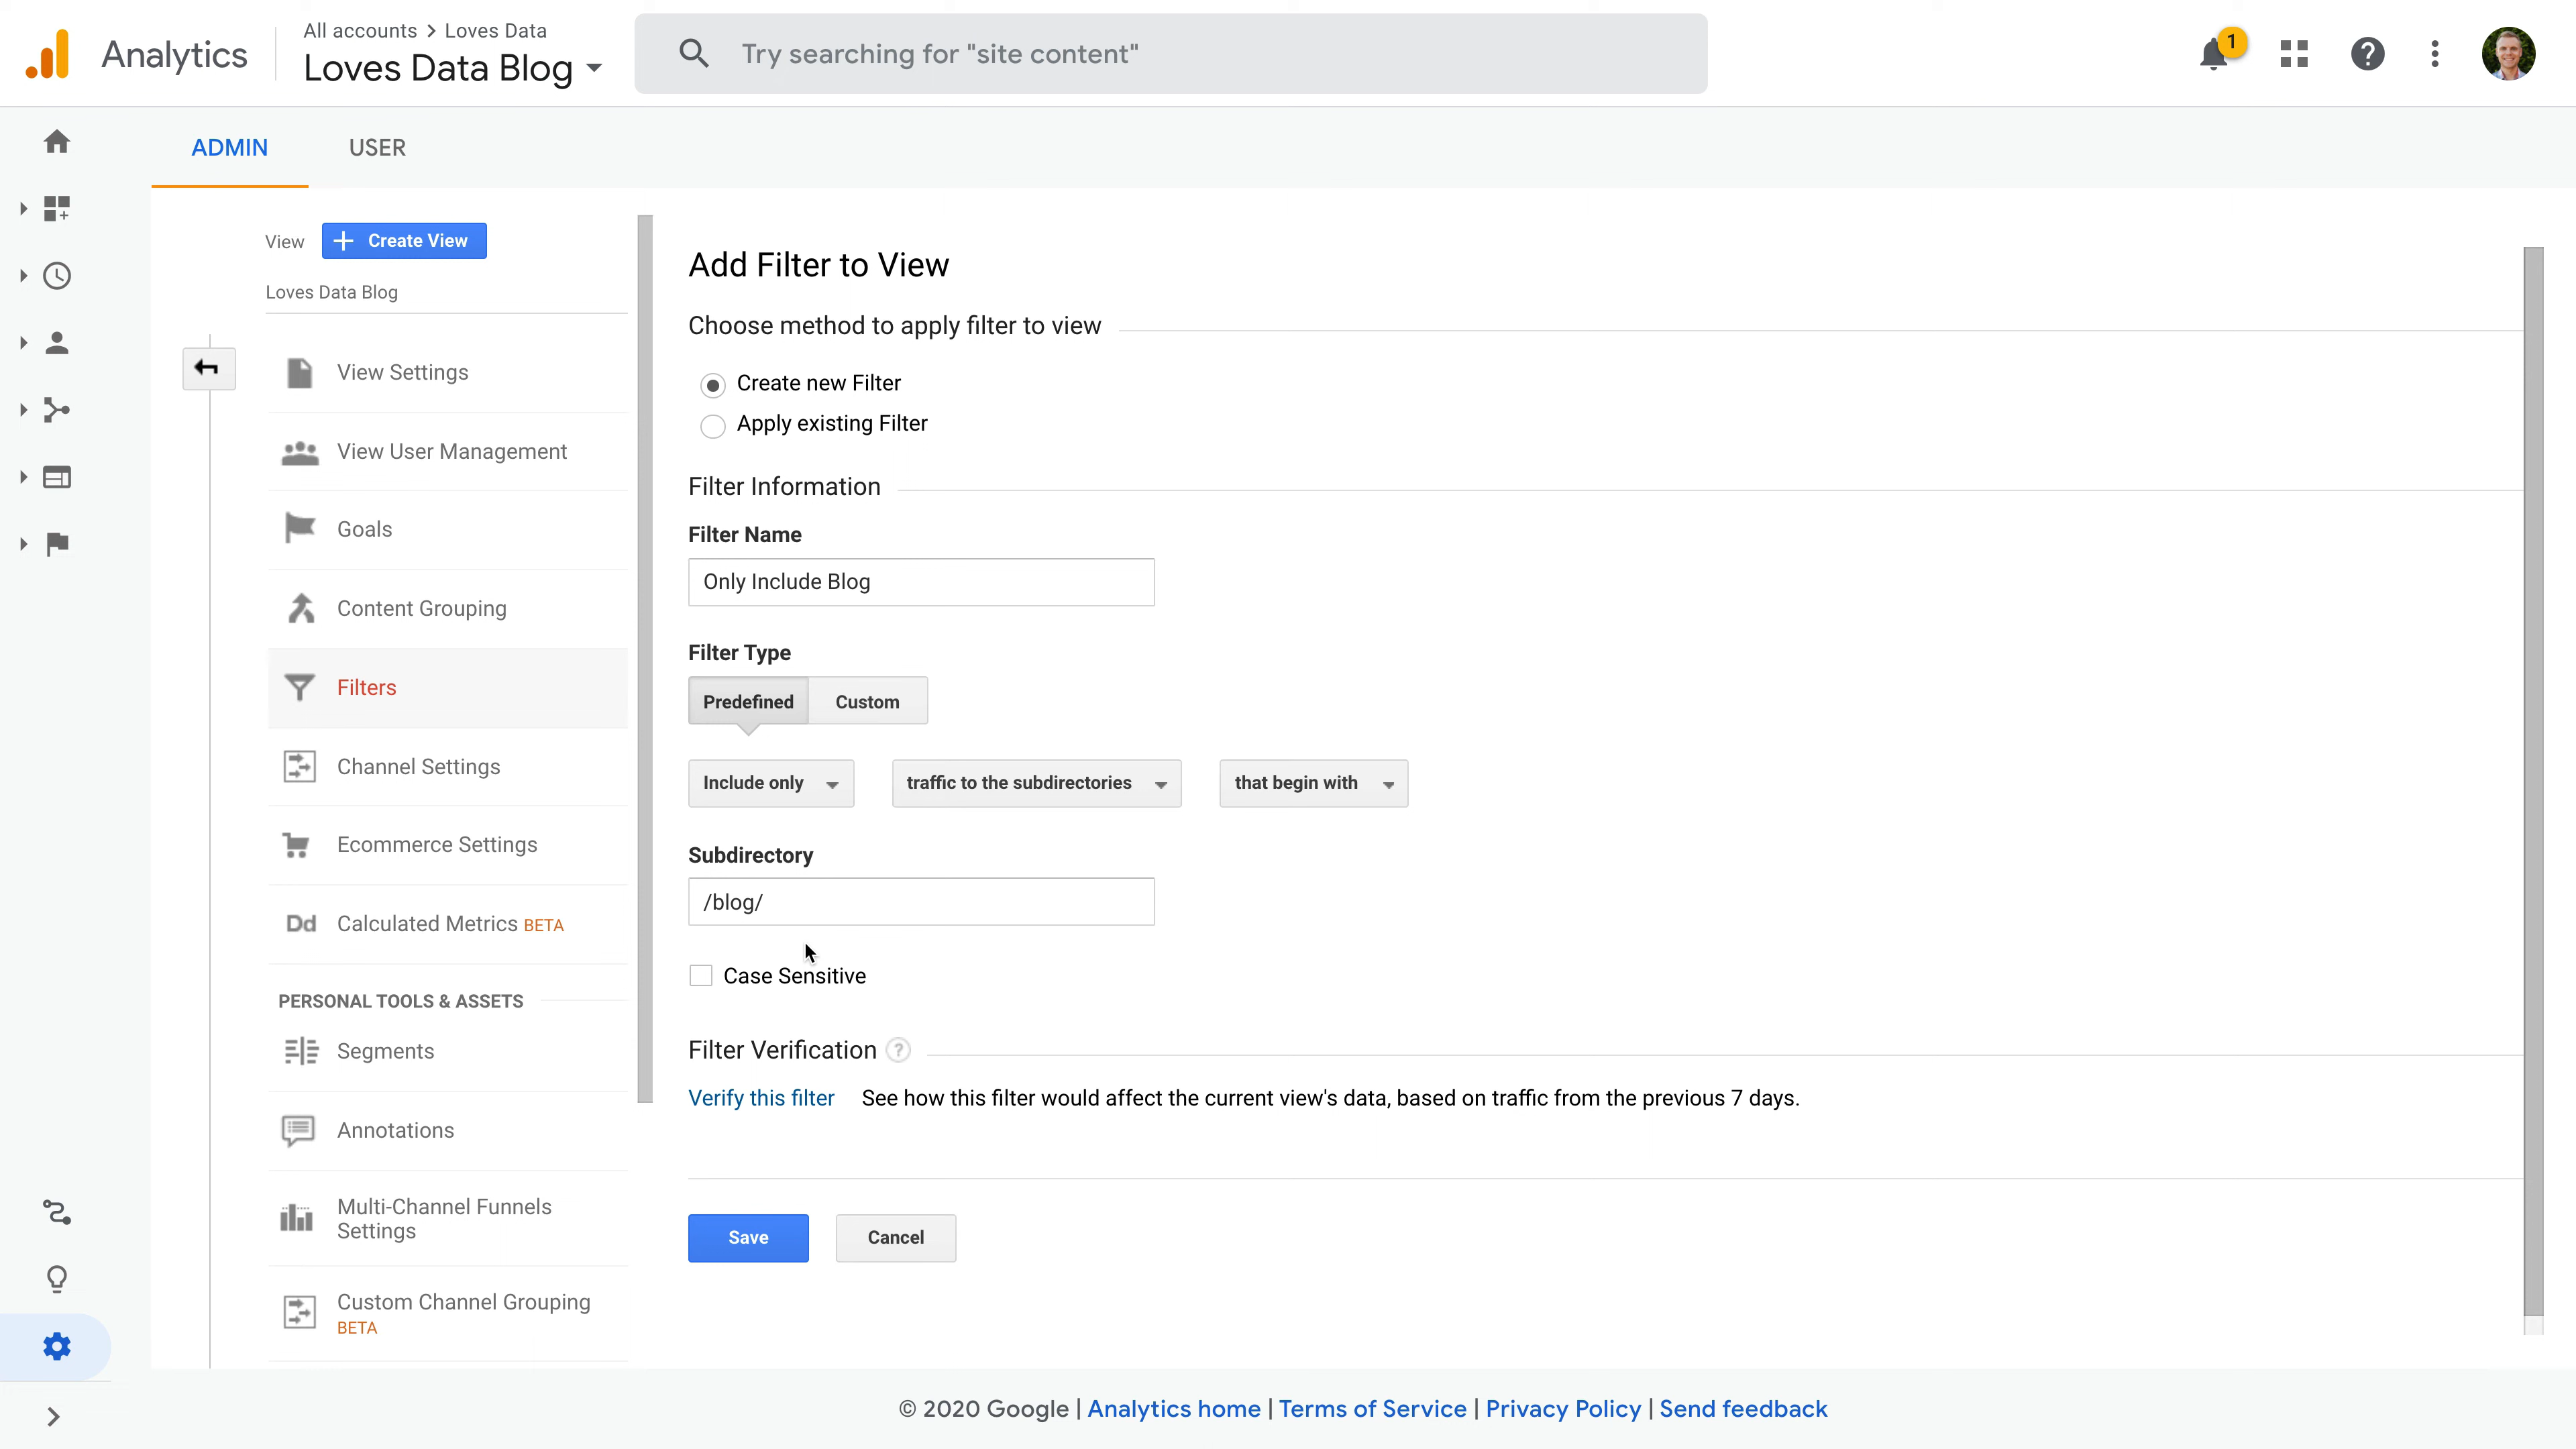 Analytics
All accounts > Loves Data
Loves Data Blog
Try searching for "site content"
1
ADMIN
USER
View
Create View
Loves Data Blog
View Settings
View User Management
Goals
Content Grouping
Filters
Channel Settings
Ecommerce Settings
Dd Calculated Metrics BETA
PERSONAL TOOLS & ASSETS
Segments
Annotations
Multi-Channel Funnels
Settings
Custom Channel Grouping
BETA
Add Filter to View
Choose method to apply filter to view
Create new Filter
Apply existing Filter
Filter Information
Filter Name
Only Include Blog
Filter Type
Predefined
Custom
Include only
traffic to the subdirectories
that begin with
Subdirectory
/blog/
Case Sensitive
Filter Verification ?
Verify this filter See how this filter would affect the current view's data, based on traffic from the previous 7 days.
Save
Cancel
© 2020 Google | Analytics home | Terms of Service | Privacy Policy | Send feedback